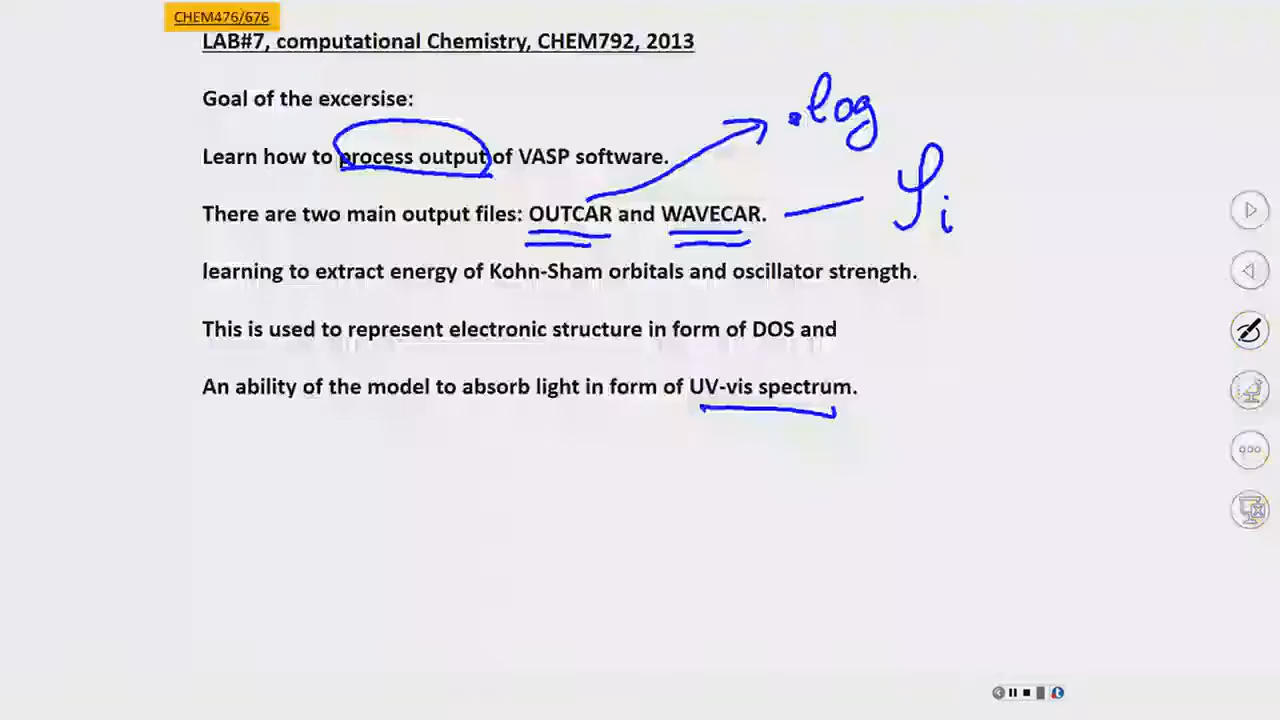 CHEM476/676
LAB#7, computational Chemistry, CHEM792, 2013
Goal of the excersise:
.log
Learn how to process output of VASP software.
There are two main output files: OUTCAR and WAVECAR. — φi
learning to extract energy of Kohn-Sham orbitals and oscillator strength.
This is used to represent electronic structure in form of DOS and
An ability of the model to absorb light in form of UV-vis spectrum.